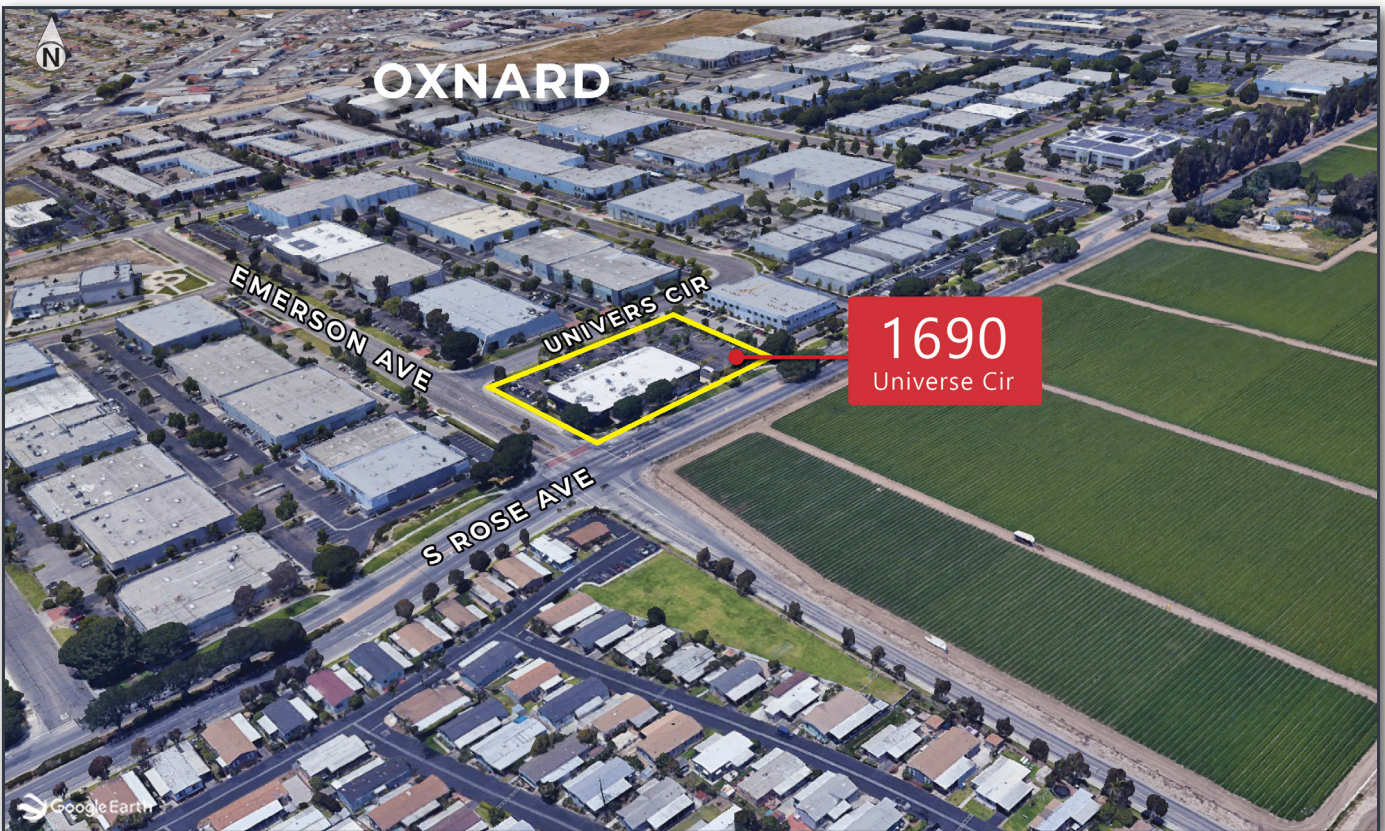 N
OXNARD
EMERSON AVE
UNIVERS CIR
1690
Universe Cir
S ROSE AVE
Google Earth